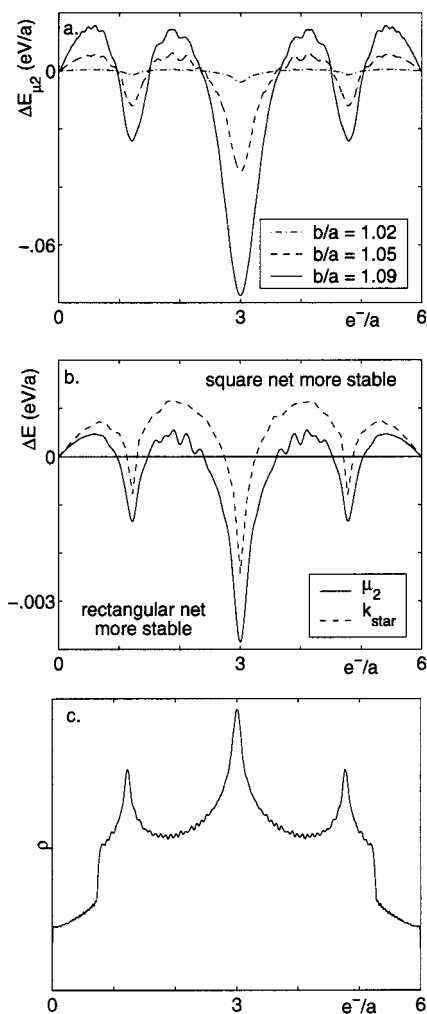 a.
ΔE_μ2 (eV/a)
0
-.06
b/a = 1.02
b/a = 1.05
b/a = 1.09
0
3
e⁻/a
6
b.
square net more stable
ΔE (eV/a)
0
-.003
rectangular net
more stable
μ₂
k_star
0
3
e⁻/a
6
c.
ρ
0
3
e⁻/a
6